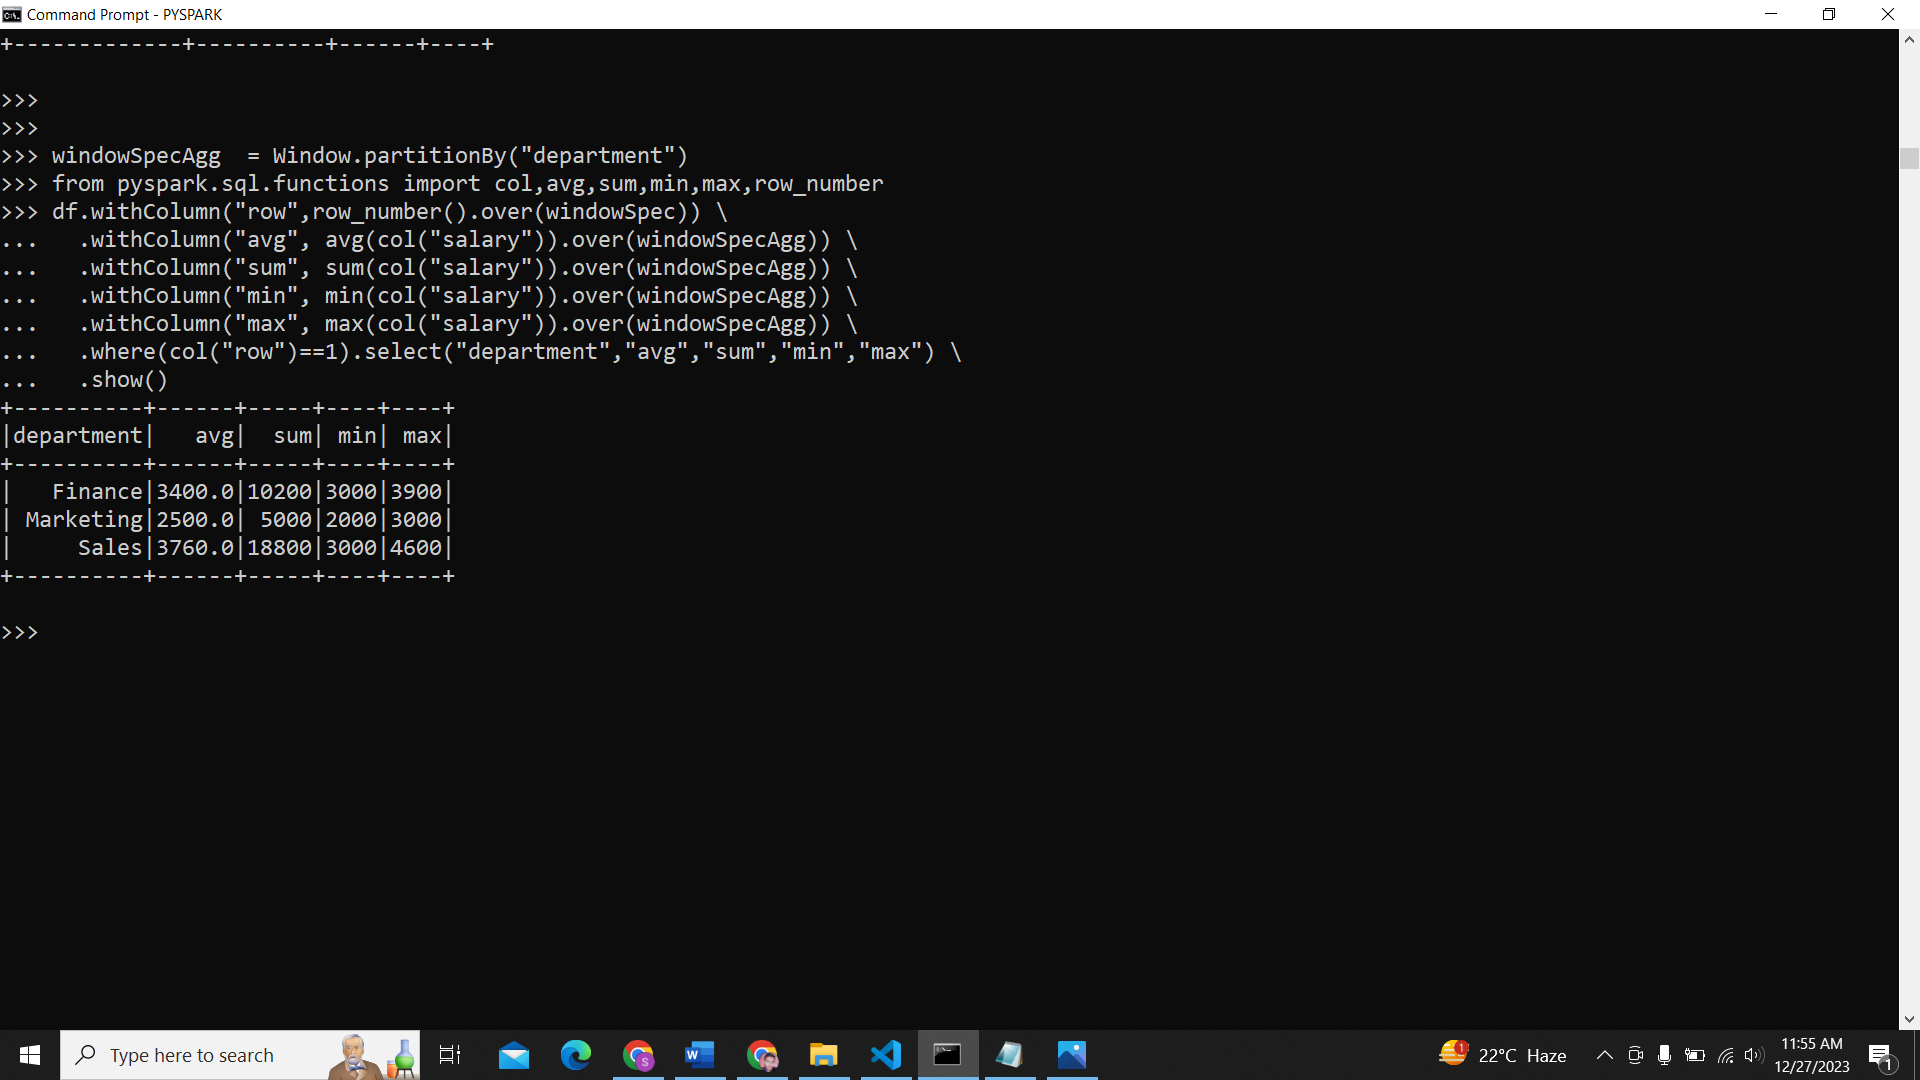 Command Prompt - PYSPARK
+-------------+----------+------+----+
>>>
>>>
>>> windowSpecAgg  = Window.partitionBy("department")
>>> from pyspark.sql.functions import col,avg,sum,min,max,row_number
>>> df.withColumn("row",row_number().over(windowSpec)) \
...   .withColumn("avg", avg(col("salary")).over(windowSpecAgg)) \
...   .withColumn("sum", sum(col("salary")).over(windowSpecAgg)) \
...   .withColumn("min", min(col("salary")).over(windowSpecAgg)) \
...   .withColumn("max", max(col("salary")).over(windowSpecAgg)) \
...   .where(col("row")==1).select("department","avg","sum","min","max") \
...   .show()
+----------+------+-----+----+----+
|department|   avg|  sum| min| max|
+----------+------+-----+----+----+
|   Finance|3400.0|10200|3000|3900|
| Marketing|2500.0| 5000|2000|3000|
|     Sales|3760.0|18800|3000|4600|
+----------+------+-----+----+----+
>>>
Type here to search
1
22°C Haze
11:55 AM
12/27/2023
1